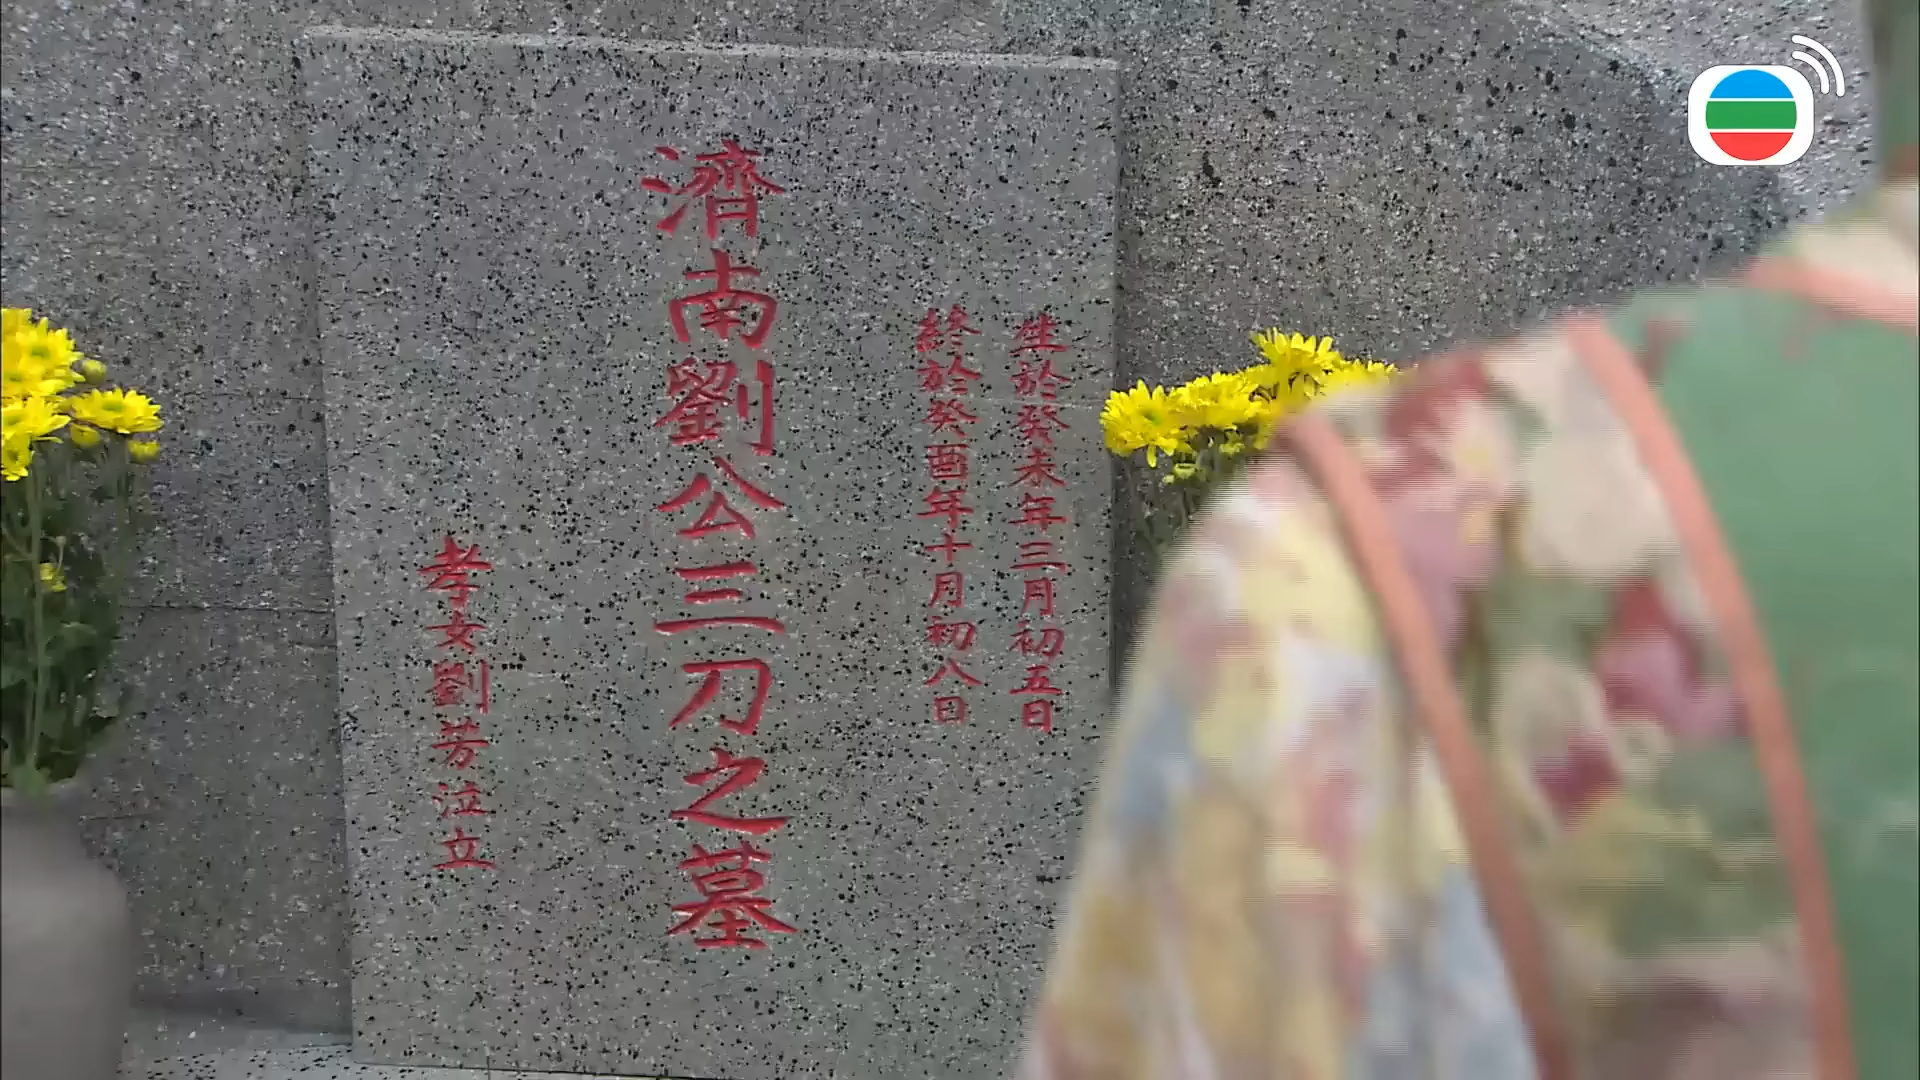 生於癸未年三月初五日
終於癸酉年十月初八日
濟南劉公三刀之墓
孝女劉芳泣立